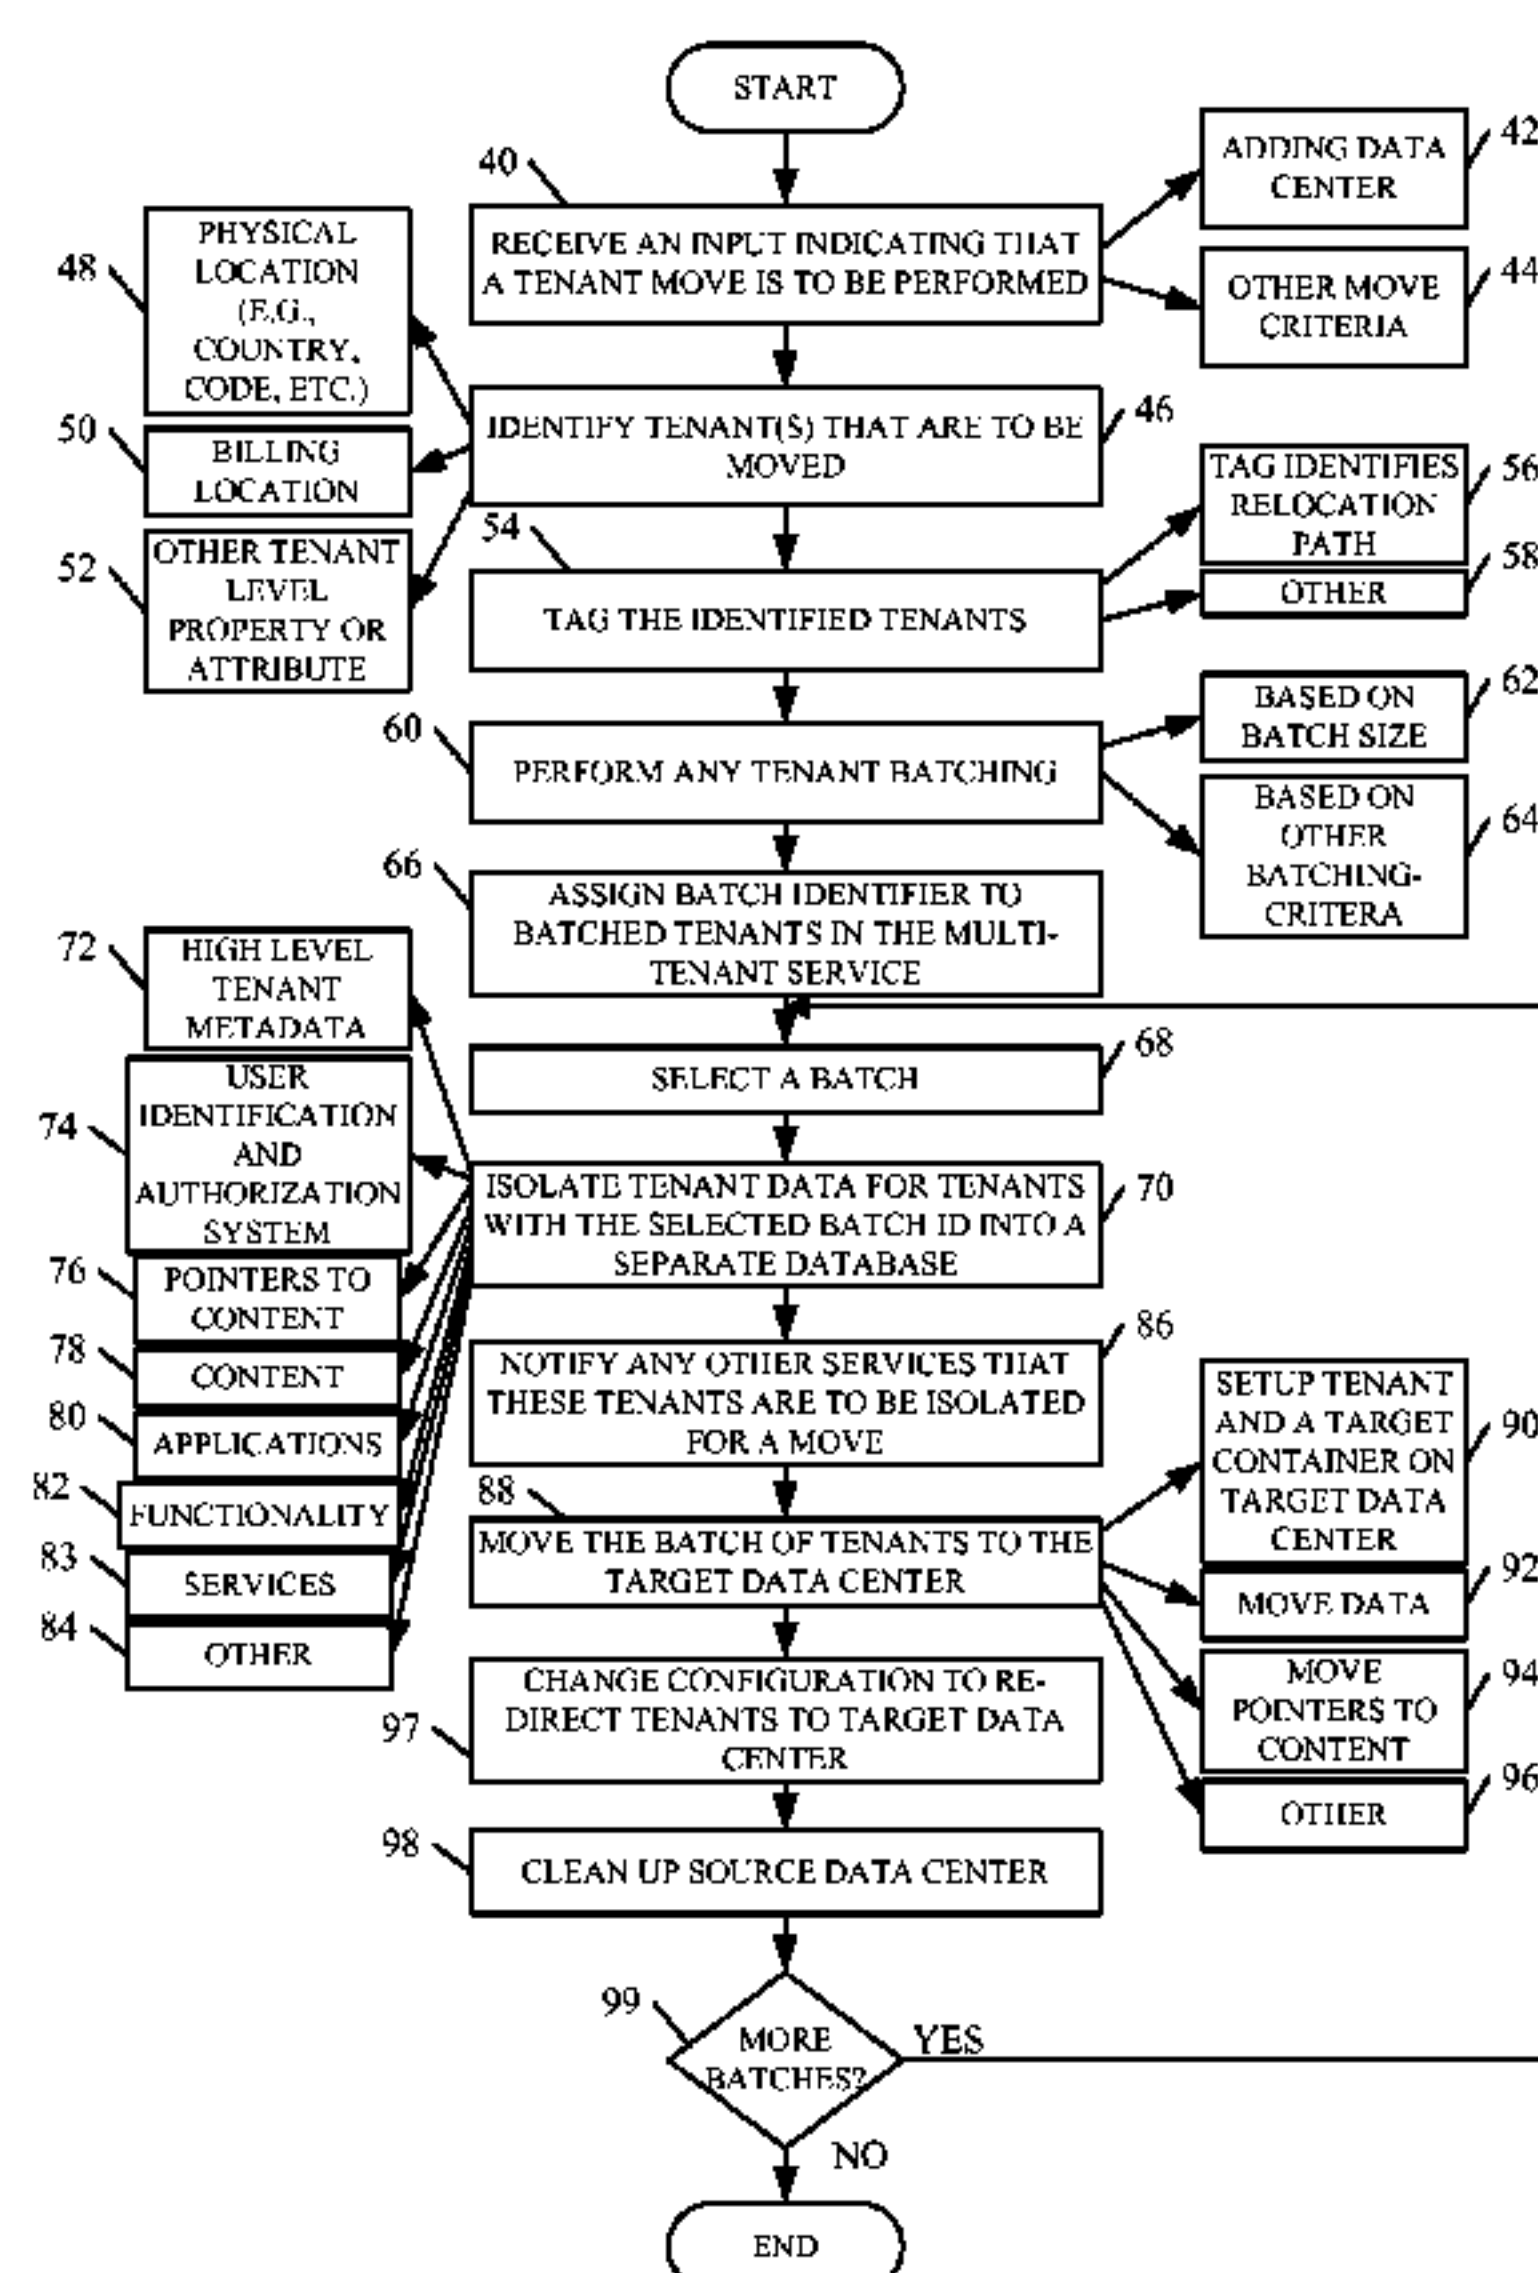 START
40
RECEIVE AN INPUT INDICATING THAT
A TENANT MOVE IS TO BE PERFORMED
ADDING DATA
CENTER
42
OTHER MOVE
CRITERIA
44
48
PHYSICAL
LOCATION
(E.G.,
COUNTRY,
CODE, ETC.)
50
BILLING
LOCATION
52
OTHER TENANT
LEVEL
PROPERTY OR
ATTRIBUTE
IDENTIFY TENANT(S) THAT ARE TO BE
MOVED
46
54
TAG THE IDENTIFIED TENANTS
TAG IDENTIFIES
RELOCATION
PATH
56
OTHER
58
60
PERFORM ANY TENANT BATCHING
BASED ON
BATCH SIZE
62
BASED ON
OTHER
BATCHING-
CRITERA
64
66
ASSIGN BATCH IDENTIFIER TO
BATCHED TENANTS IN THE MULTI-
TENANT SERVICE
SELECT A BATCH
68
72
HIGH LEVEL
TENANT
METADATA
74
USER
IDENTIFICATION
AND
AUTHORIZATION
SYSTEM
76
POINTERS TO
CONTENT
78
CONTENT
80
APPLICATIONS
82
FUNCTIONALITY
83
SERVICES
84
OTHER
ISOLATE TENANT DATA FOR TENANTS
WITH THE SELECTED BATCH ID INTO A
SEPARATE DATABASE
70
NOTIFY ANY OTHER SERVICES THAT
THESE TENANTS ARE TO BE ISOLATED
FOR A MOVE
86
88
MOVE THE BATCH OF TENANTS TO THE
TARGET DATA CENTER
SETUP TENANT
AND A TARGET
CONTAINER ON
TARGET DATA
CENTER
90
MOVE DATA
92
MOVE
POINTERS TO
CONTENT
94
OTHER
96
97
CHANGE CONFIGURATION TO RE-
DIRECT TENANTS TO TARGET DATA
CENTER
98
CLEAN UP SOURCE DATA CENTER
99
MORE
BATCHES?
YES
NO
END